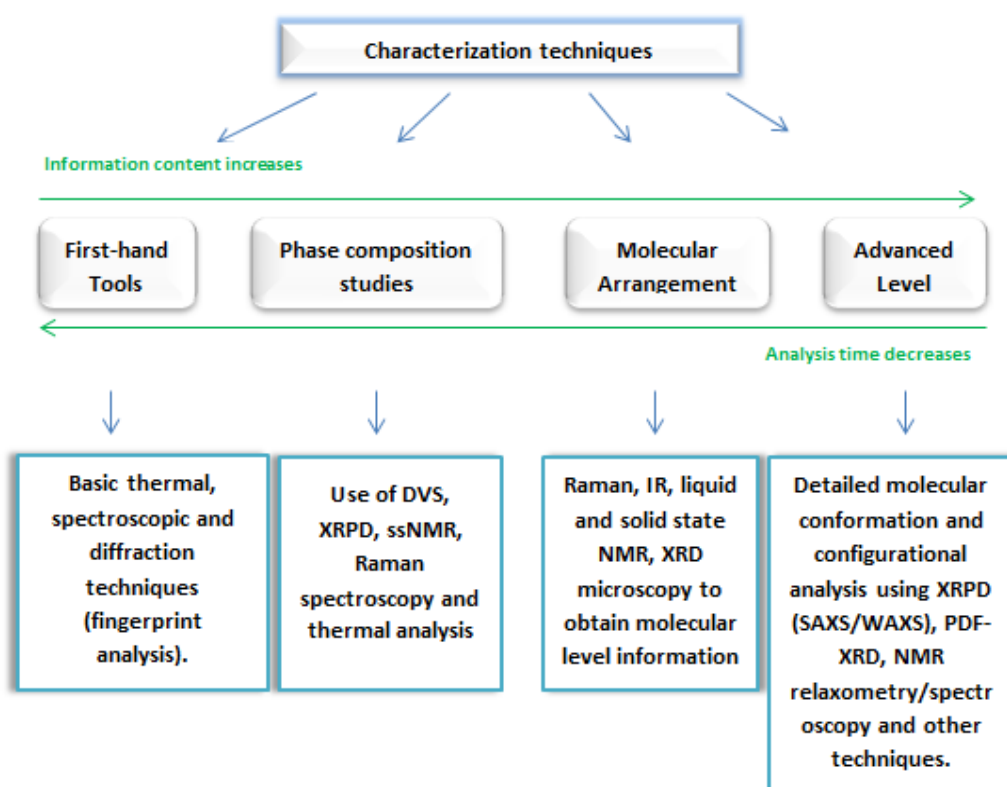 Characterization techniques
Information content increases
First-hand
Tools
Phase composition
studies
Molecular
Arrangement
Advanced
Level
Analysis time decreases
Basic thermal,
spectroscopic and
diffraction
techniques
(fingerprint
analysis).
Use of DVS,
XRPD, ssNMR,
Raman
spectroscopy and
thermal analysis
Raman, IR, liquid
and solid state
NMR, XRD
microscopy to
obtain molecular
level information
Detailed molecular
conformation and
configurational
analysis using XRPD
(SAXS/WAXS), PDF-
XRD, NMR
relaxometry/spectr
oscopy and other
techniques.